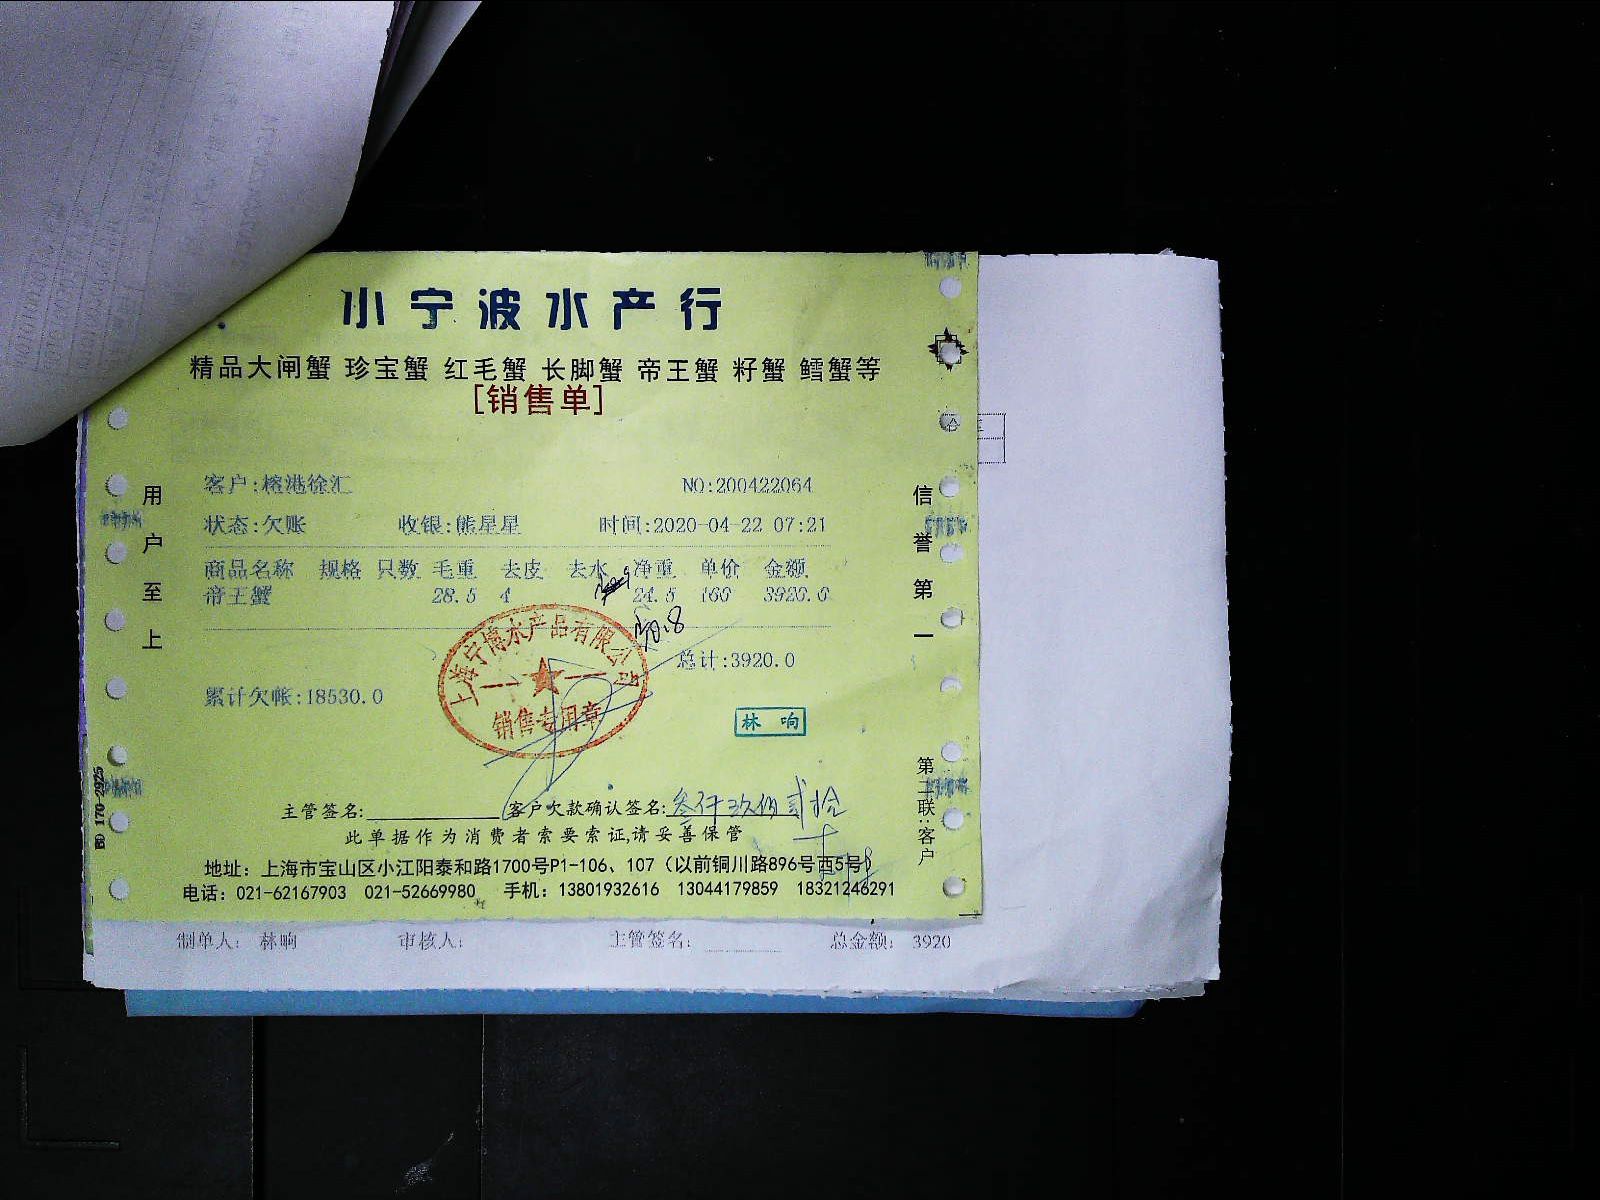 小宁波水产行
精品大闸蟹 珍宝蟹 红毛蟹 长脚蟹 帝王蟹 籽蟹 鳕蟹等
[销售单]
客户:榕港徐汇 NO:200422064
状态:欠账 收银:熊星星 时间:2020-04-22 07:21
商品名称 规格 只数 毛重 去皮 去水 净重 单价 金额
帝王蟹 28.5 4 24.5 160 3920.0
总计:3920.0
累计欠帐:18530.0
上海宁博水产品有限公司
销售专用章
林 响
用户至上
信誉第一
第二联:客户
BD 170-2925
主管签名: 客户欠款确认签名:叁仟玖佰贰拾
此单据作为消费者索要索证,请妥善保管
地址：上海市宝山区小江阳泰和路1700号P1-106、107（以前铜川路896号西5号）
电话：021-62167903 021-52669980 手机：13801932616 13044179859 18321246291
制单人: 林响 审核人: 主管签名: 总金额: 3920